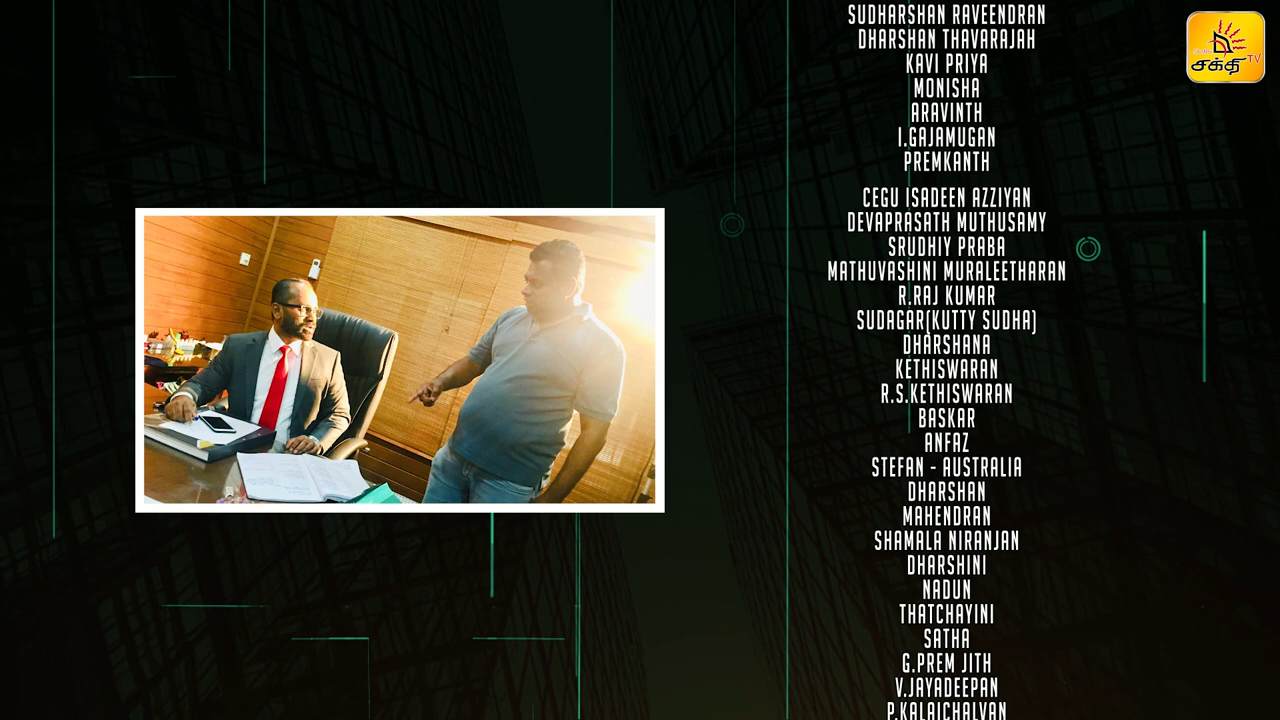 SUDHARSHAN RAVEENDRAN
DHARSHAN THAVARAJAH
KAVI PRIYA
MONISHA
ARAVINTH
I.GAJAMUGAN
PREMKANTH
CEGU ISADEEN AZZIYAN
DEVAPRASATH MUTHUSAMY
SRUDHIY PRABA
MATHUVASHINI MURALEETHARAN
R.RAJ KUMAR
SUDAGAR(KUTTY SUDHA)
DHARSHANA
KETHISWARAN
R.S.KETHISWARAN
BASKAR
ANFAZ
STEFAN - AUSTRALIA
DHARSHAN
MAHENDRAN
SHAMALA NIRANJAN
DHARSHINI
NADUN
THATCHAYINI
SATHA
G.PREM JITH
V.JAYADEEPAN
P.KALAICHALVAN
சக்தி TV